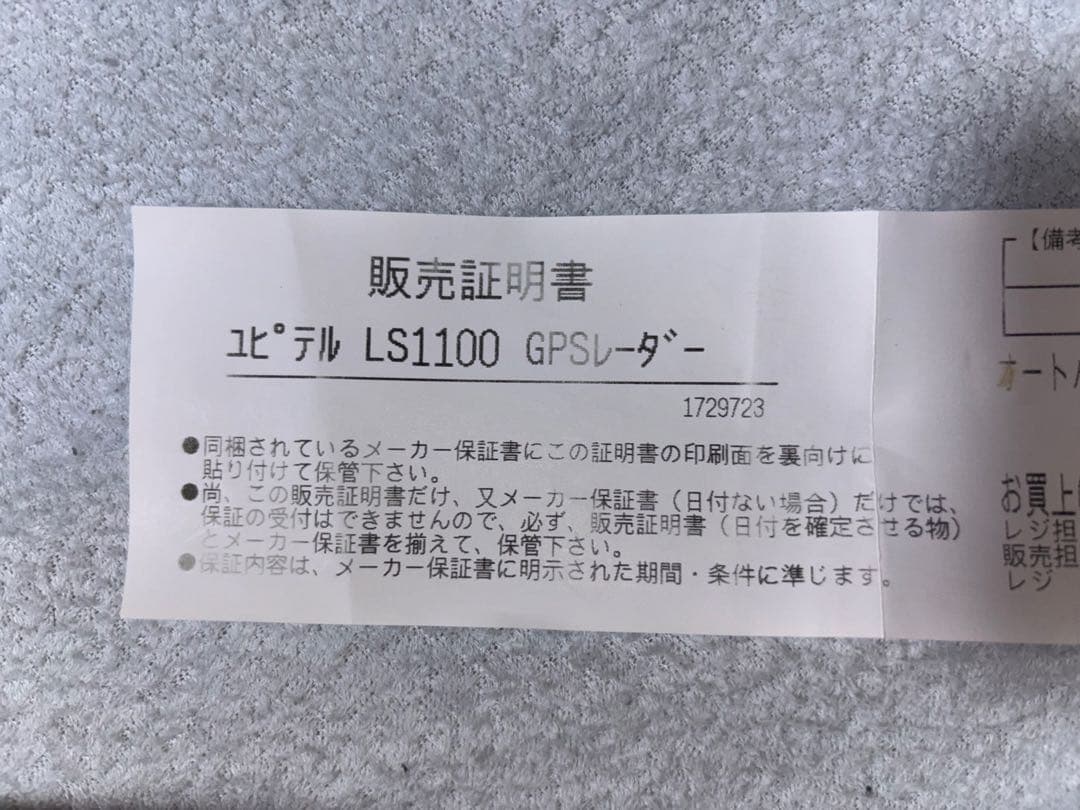 販売証明書
ﾕﾋﾟﾃﾙ LS1100 GPSﾚｰﾀﾞｰ
1729723
●同梱されているメーカー保証書にこの証明書の印刷面を裏向けに
貼り付けて保管下さい。
●尚、この販売証明書だけ、又メーカー保証書（日付ない場合）だけでは、
保証の受付はできませんので、必ず、販売証明書（日付を確定させる物）
とメーカー保証書を揃えて、保管下さい。
●保証内容は、メーカー保証書に明示された期間・条件に準じます。
【備考
オート
お買上
レジ担
販売担
レジ